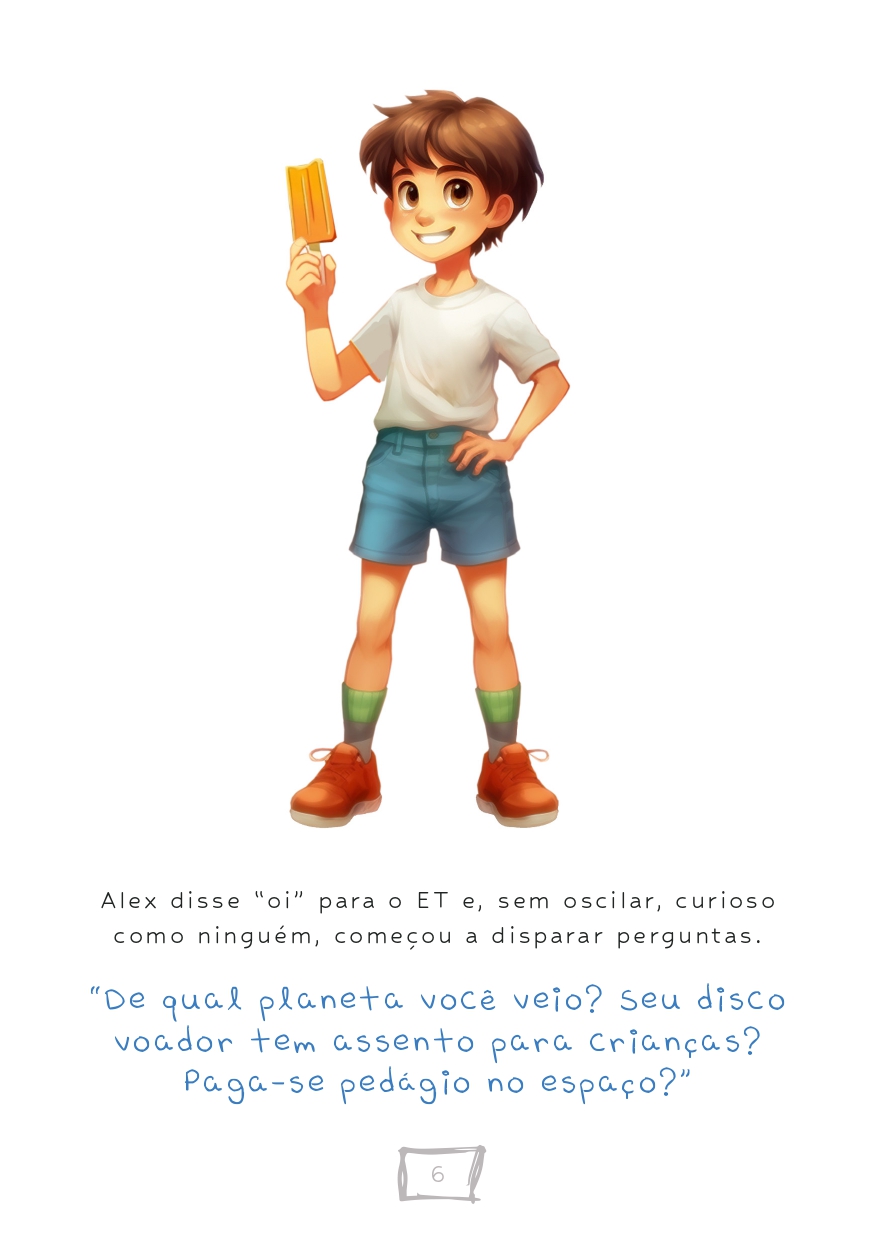 Alex disse “oi” para o ET e, sem oscilar, curioso
como ninguém, começou a disparar perguntas.
“De qual planeta você veio? Seu disco
voador tem assento para crianças?
Paga-se pedágio no espaço?”
6